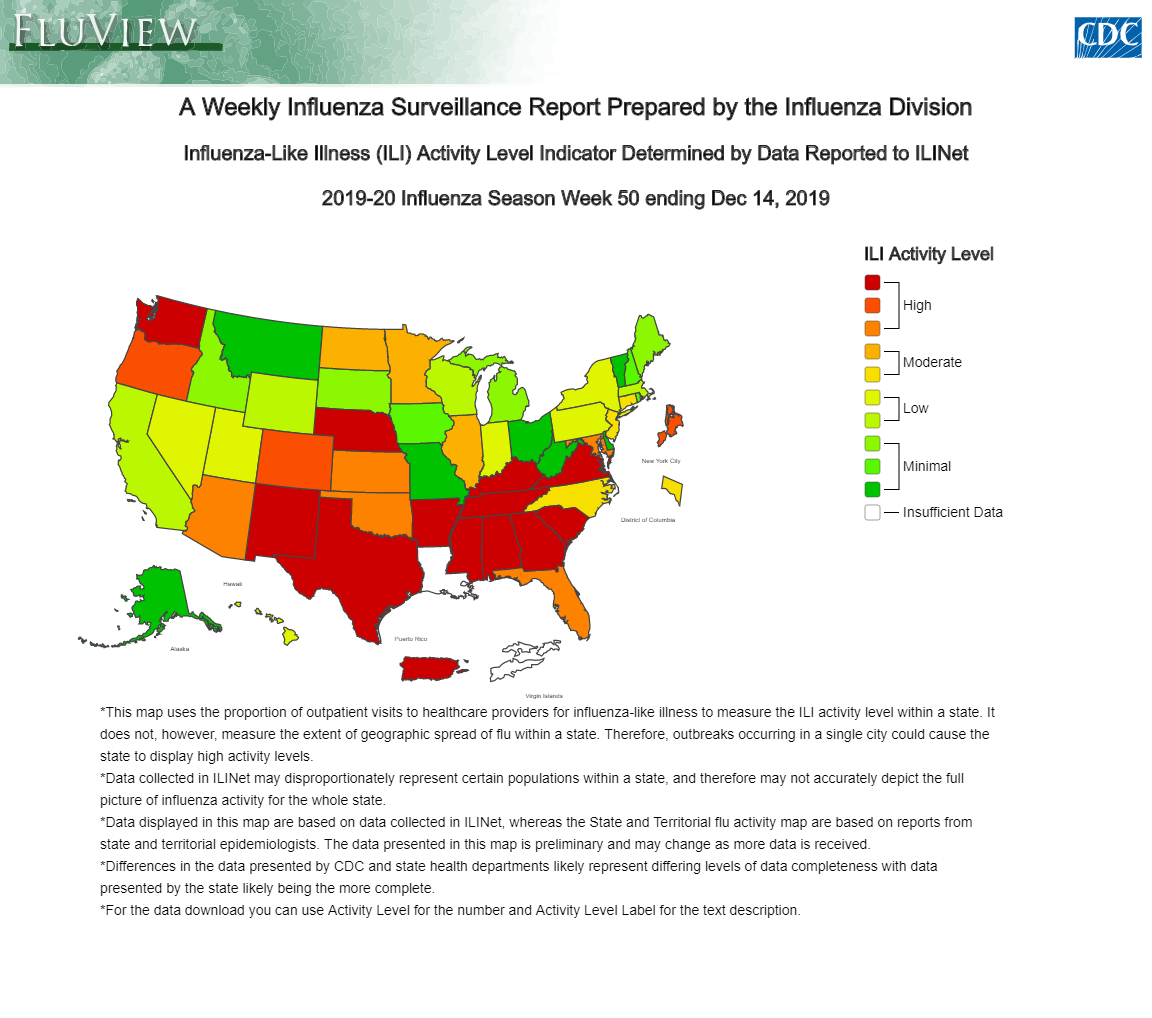 FLUVIEW
CDC
A Weekly Influenza Surveillance Report Prepared by the Influenza Division
Influenza-Like Illness (ILI) Activity Level Indicator Determined by Data Reported to ILINet
2019-20 Influenza Season Week 50 ending Dec 14, 2019
ILI Activity Level
High
Moderate
Low
Minimal
Insufficient Data
New York City
District of Columbia
Hawaii
Alaska
Puerto Rico
Virgin Islands
*This map uses the proportion of outpatient visits to healthcare providers for influenza-like illness to measure the ILI activity level within a state. It
does not, however, measure the extent of geographic spread of flu within a state. Therefore, outbreaks occurring in a single city could cause the
state to display high activity levels.
*Data collected in ILINet may disproportionately represent certain populations within a state, and therefore may not accurately depict the full
picture of influenza activity for the whole state.
*Data displayed in this map are based on data collected in ILINet, whereas the State and Territorial flu activity map are based on reports from
state and territorial epidemiologists. The data presented in this map is preliminary and may change as more data is received.
*Differences in the data presented by CDC and state health departments likely represent differing levels of data completeness with data
presented by the state likely being the more complete.
*For the data download you can use Activity Level for the number and Activity Level Label for the text description.